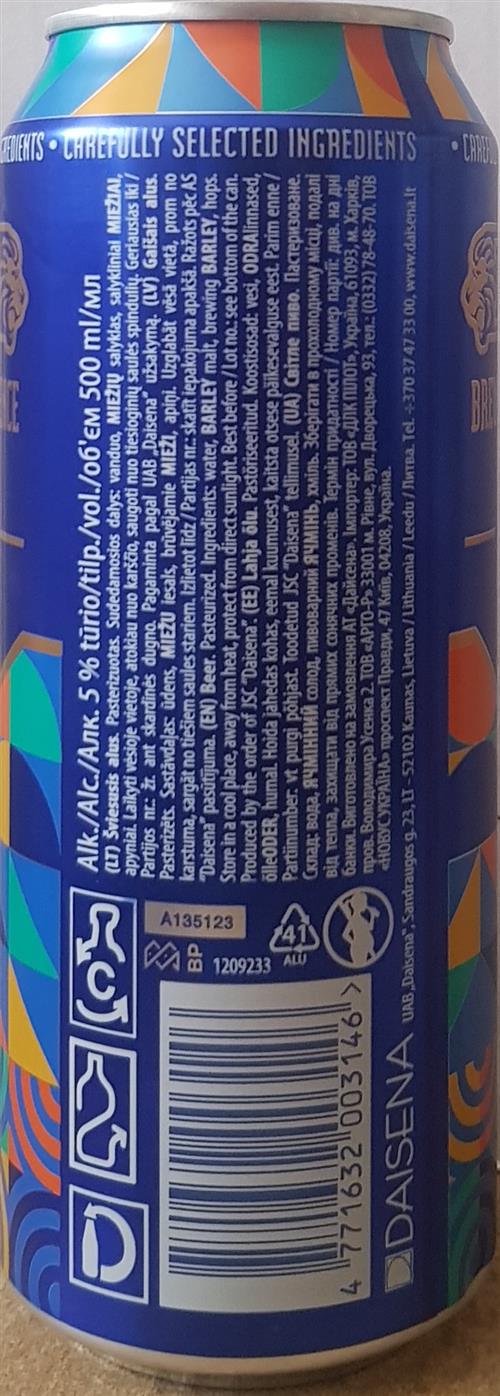 CAREFULLY SELECTED INGREDIENTS •
Alk./Alc./Алк. 5 % tūrio/tilp./vol./об'єм 500 ml/мл
(LT) Šviesusis alus. Pasterizuotas. Sudedamosios dalys: vanduo, MIEŽIŲ salyklas, salykliniai MIEŽIAI,
apyniai. Laikyti vėsioje vietoje, atokiau nuo karščio, saugoti nuo tiesioginių saulės spindulių. Geriausias iki /
Partijos nr.: ž. ant skardinės dugno. Pagaminta pagal UAB „Daisena" užsakymą. (LV) Gaišais alus.
Pasterizēts. Sastāvdaļas: ūdens, MIEŽU iesals, brūvējamie MIEŽI, apiņi. Uzglabāt vēsā vietā, prom no
karstuma, sargāt no tiešiem saules stariem. Izlietot līdz / Partijas nr.: skatīt iepakojuma apakšā. Ražots pēc AS
"Daisena" pasūtījuma. (EN) Beer. Pasteurized. Ingredients: water, BARLEY malt, brewing BARLEY, hops.
Store in a cool place, away from heat, protect from direct sunlight. Best before / Lot no.: see bottom of the can.
Produced by the order of JSC "Daisena". (EE) Lahja õlu. Pastöriseeritud. Koostisosad: vesi, ODRAlinnased,
õlleODER, humal. Hoida jahedas kohas, eemal kuumusest, kaitsta otsese päikesevalguse eest. Parim enne /
Partiinumber: vt purgi põhjast. Toodetud JSC "Daisena" tellimusel. (UA) Світле пиво. Пастеризоване.
Склад: вода, ЯЧМІННИЙ солод, пивоварний ЯЧМІНЬ, хміль. Зберігати в прохолодному місці, подалі
від тепла, захищати від прямих сонячних променів. Термін придатності / Номер партії: див. на дні
банки. Виготовлено на замовлення АТ «Дайсена». Імпортер: ТОВ «ДПК ПІЛОТ», Україна, 61093, м. Харків,
пров. Володимира Усенка 2. ТОВ «АРГО-Р» 33001 м. Рівне, вул. Дворецька, 93, тел.: (0332) 78-48-70. ТОВ
«НОВУС УКРАЇНА» проспект Правди, 47 Київ, 04208, Україна.
DAISENA UAB „Daisena", Sandraugos g. 23, LT - 52102 Kaunas, Lietuva / Lithuania / Leedu / Литва. Tel. +370 37 47 33 00, www.daisena.lt
A135123
BP
1209233
41
ALU
4 771632 003146 >
C